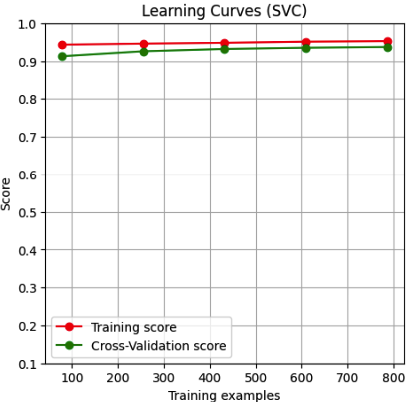 Learning Curves (SVC)
1.0
0.9
0.8
0.7
0.6
0.5
0.4
0.3
0.2
0.1
Score
Training score
Cross-Validation score
100 200 300 400 500 600 700 800
Training examples